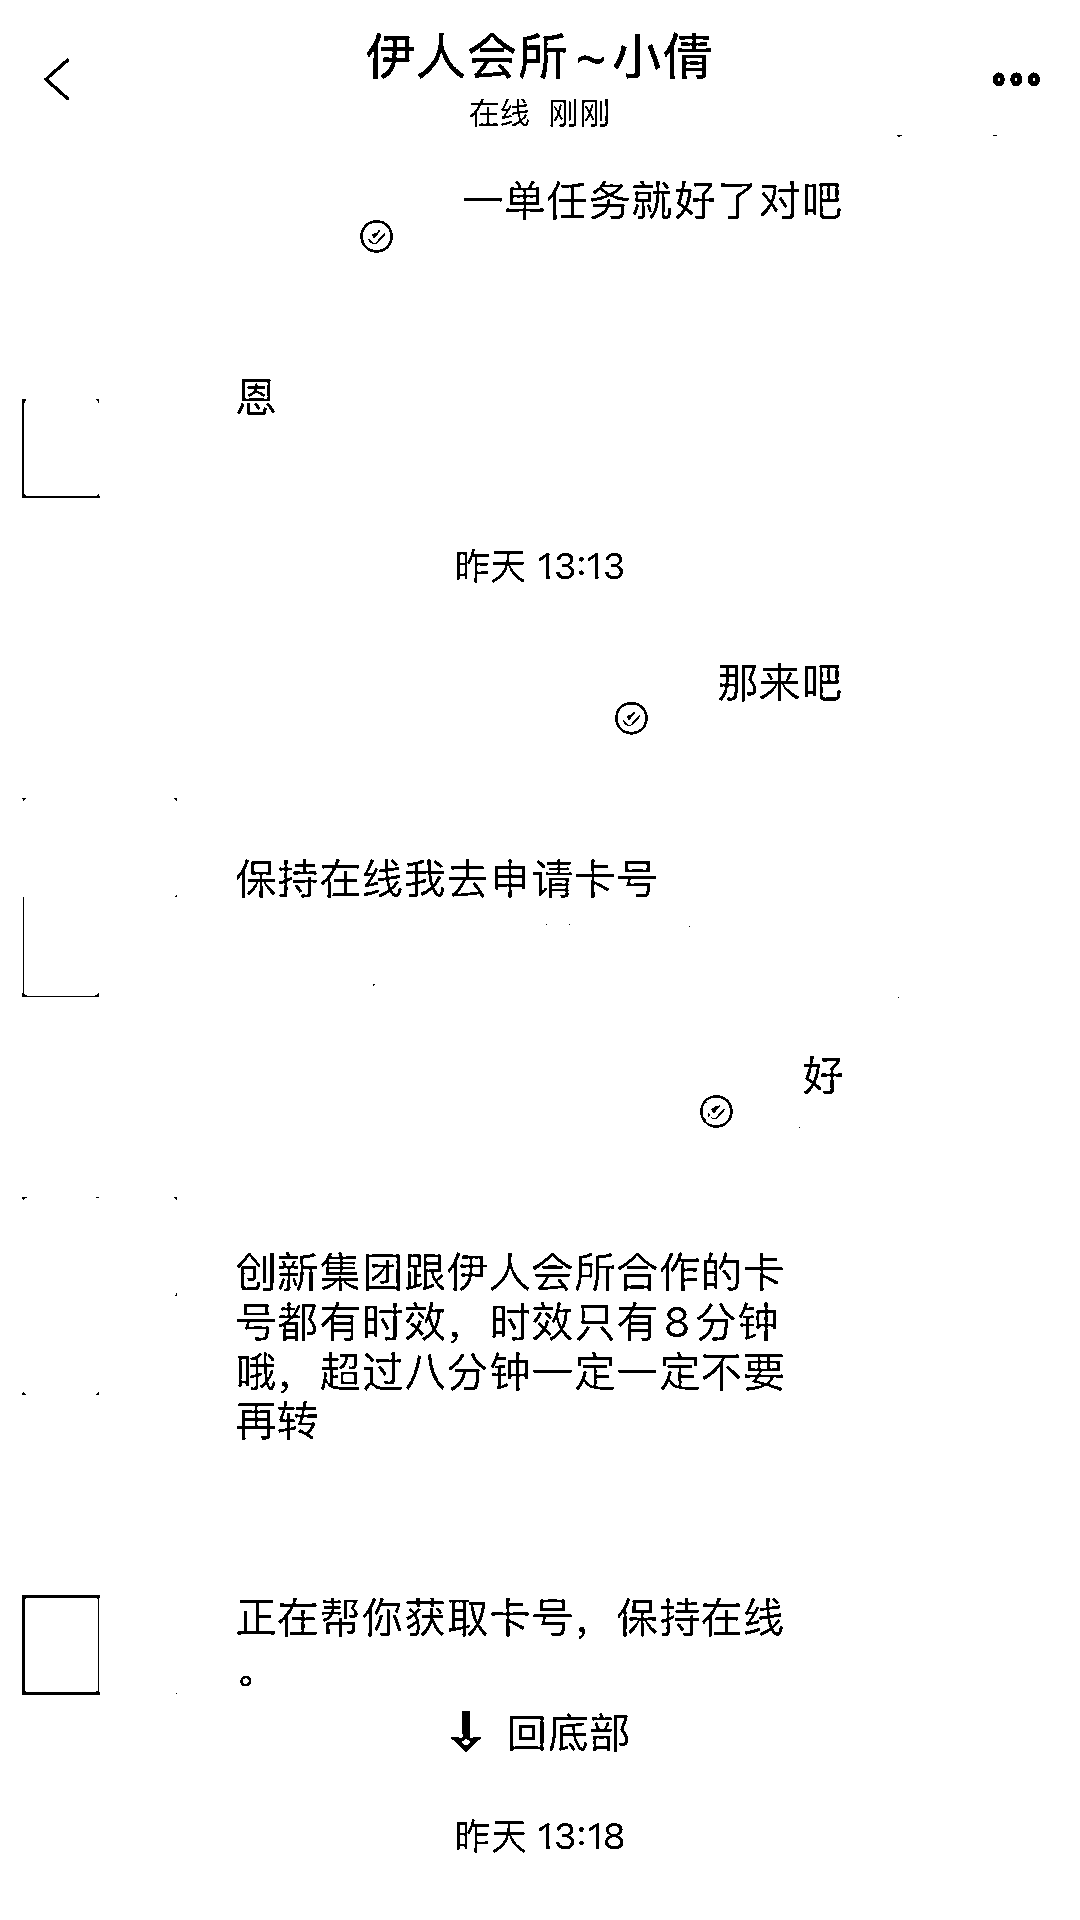 伊人会所~小倩
在线 刚刚
一单任务就好了对吧
恩
昨天 13:13
那来吧
保持在线我去申请卡号
好
创新集团跟伊人会所合作的卡
号都有时效，时效只有8分钟
哦，超过八分钟一定一定不要
再转
正在帮你获取卡号，保持在线
。
回底部
昨天 13:18